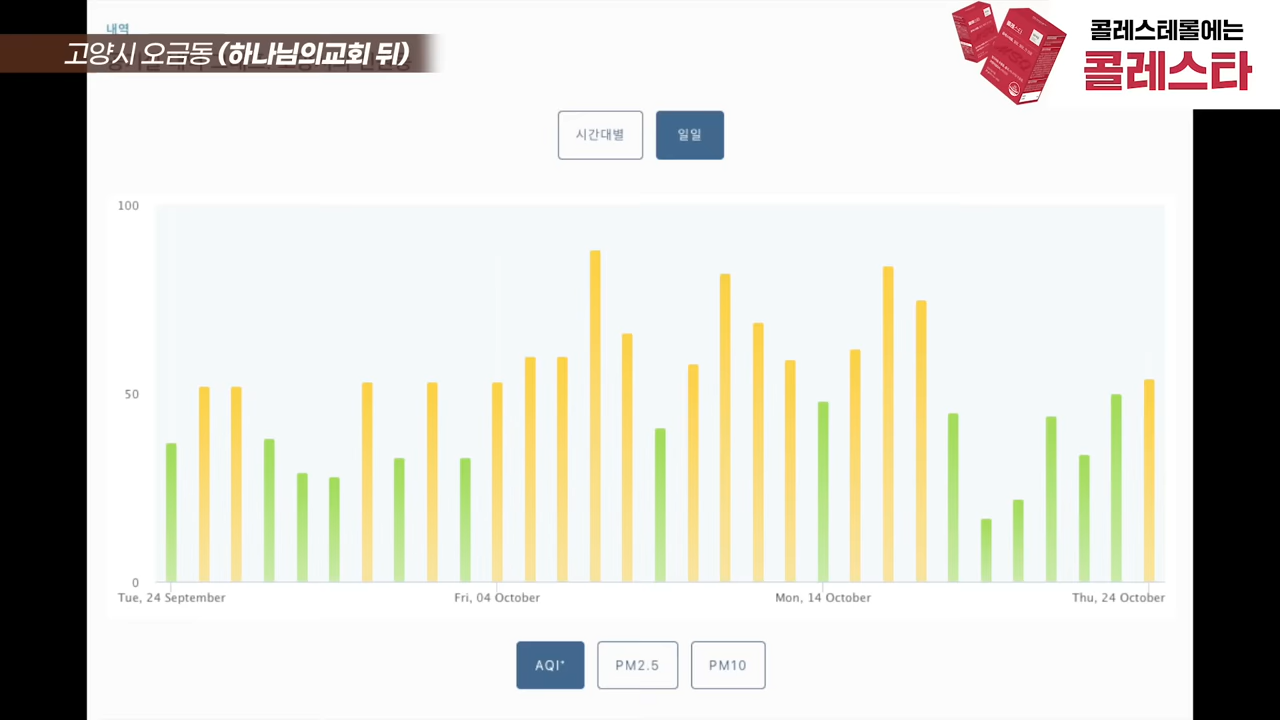 내역
고양시 오금동 (하나님의교회 뒤)
콜레스테롤에는
콜레스타
시간대별
일일
100
50
0
Tue, 24 September
Fri, 04 October
Mon, 14 October
Thu, 24 October
AQI*
PM2.5
PM10